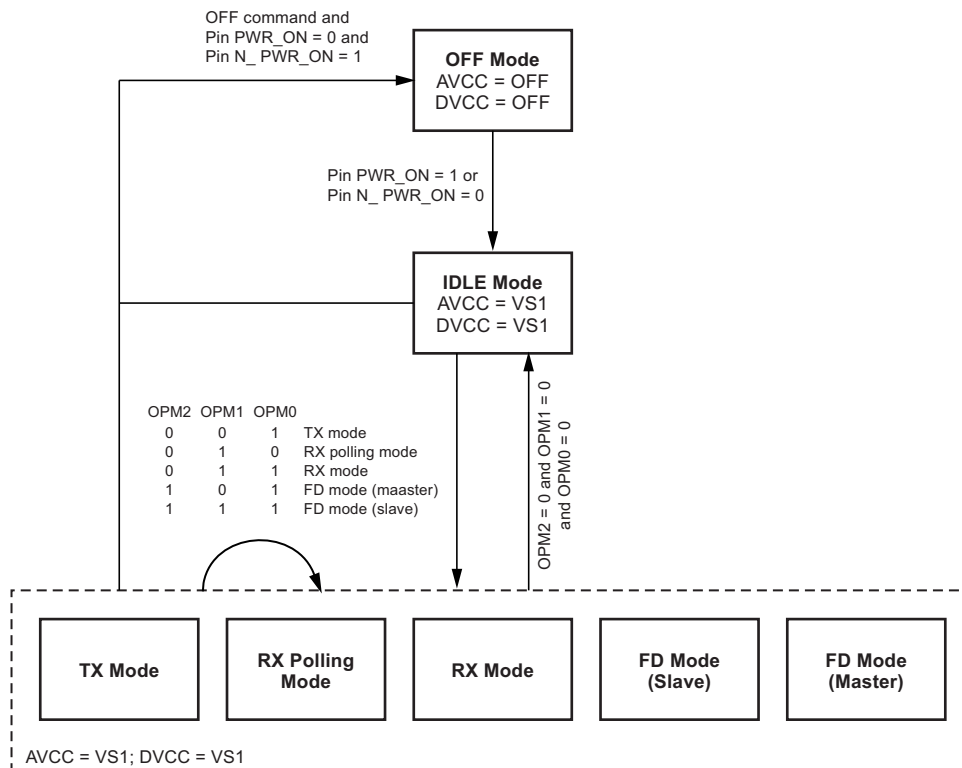 OFF command and
Pin PWR_ON = 0 and
Pin N_ PWR_ON = 1
OFF Mode
AVCC = OFF
DVCC = OFF
Pin PWR_ON = 1 or
Pin N_ PWR_ON = 0
IDLE Mode
AVCC = VS1
DVCC = VS1
OPM2 OPM1 OPM0
0 0 1 TX mode
0 1 0 RX polling mode
0 1 1 RX mode
1 0 1 FD mode (maaster)
1 1 1 FD mode (slave)
OPM2 = 0 and OPM1 = 0
and OPM0 = 0
TX Mode
RX Polling
Mode
RX Mode
FD Mode
(Slave)
FD Mode
(Master)
AVCC = VS1; DVCC = VS1